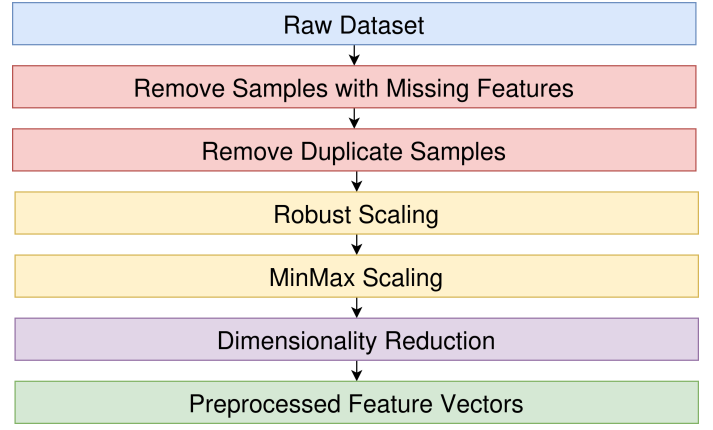 Raw Dataset
Remove Samples with Missing Features
Remove Duplicate Samples
Robust Scaling
MinMax Scaling
Dimensionality Reduction
Preprocessed Feature Vectors